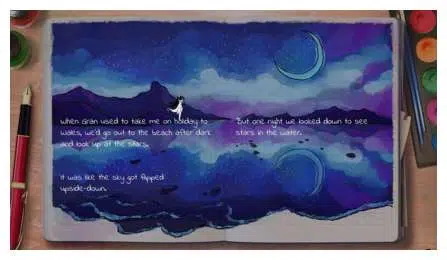 When Gran used to take me on holiday to
Wales, we'd go out to the beach after dark
and look up at the stars.
It was like the sky got flipped
upside-down.
But one night we looked down to see
stars in the water.